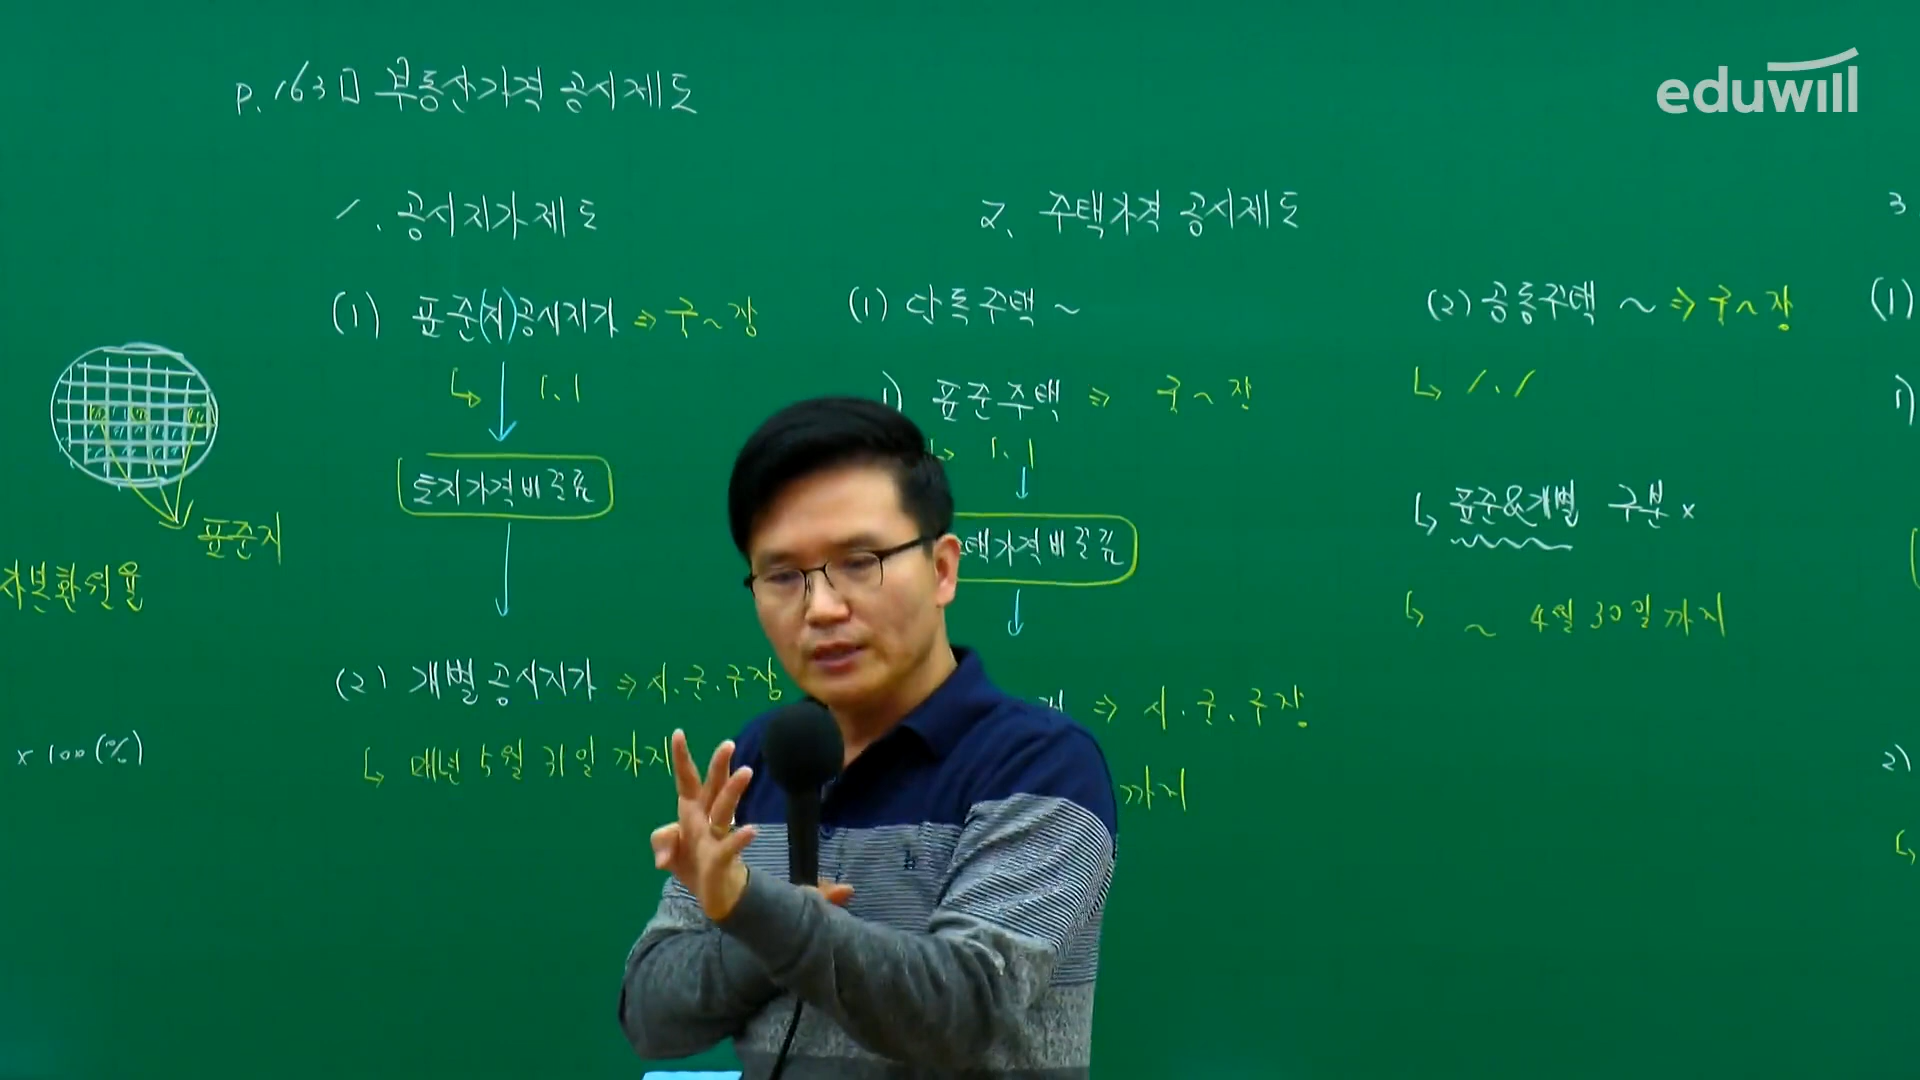 eduwill
p.163 부동산가격 공시제도
1. 공시지가제도
(1) 표준(지)공시지가 ⇒ 국~장
↳ 1.1
토지가격비준표
(2) 개별공시지가 ⇒ 시.군.구장
↳ 매년 5월 31일 까지
표준지
자본환원율
x 100(%)
2. 주택가격 공시제도
(1) 단독주택 ~
1) 표준주택 ⇒ 국~장
↳ 1.1
택가격비준표
⇒ 시.군.구장
까지
(2) 공동주택 ~ ⇒ 국~장
↳ 1.1
↳ 표준&개별 구분 x
↳ ~ 4월 30일까지
3
(1)
1)
2)
↳